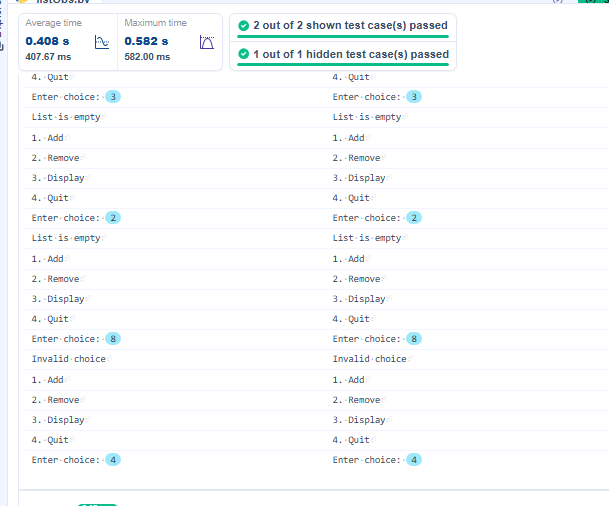 listOps.py
Average time
Maximum time
0.408 s
0.582 s
407.67 ms
582.00 ms
2 out of 2 shown test case(s) passed
1 out of 1 hidden test case(s) passed
4. Quit 4. Quit
Enter choice: 3 Enter choice: 3
List is empty List is empty
1. Add 1. Add
2. Remove 2. Remove
3. Display 3. Display
4. Quit 4. Quit
Enter choice: 2 Enter choice: 2
List is empty List is empty
1. Add 1. Add
2. Remove 2. Remove
3. Display 3. Display
4. Quit 4. Quit
Enter choice: 8 Enter choice: 8
Invalid choice Invalid choice
1. Add 1. Add
2. Remove 2. Remove
3. Display 3. Display
4. Quit 4. Quit
Enter choice: 4 Enter choice: 4